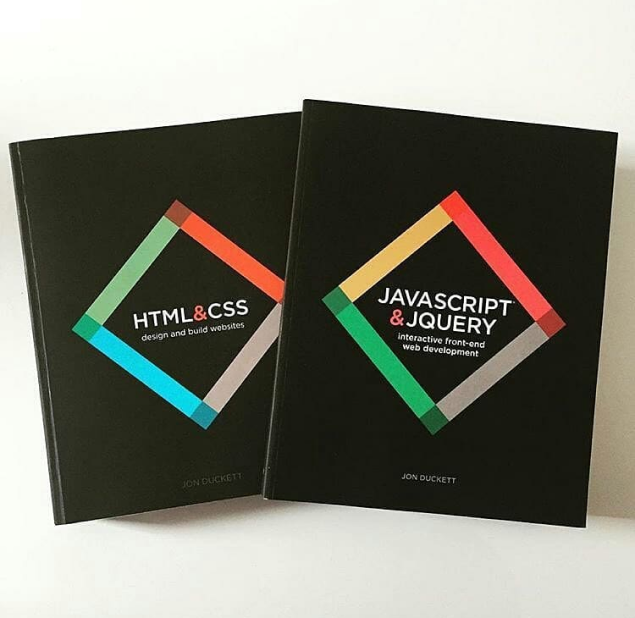 HTML&CSS
design and build websites
JON DUCKETT
JAVASCRIPT
& JQUERY
interactive front-end
web development
JON DUCKETT